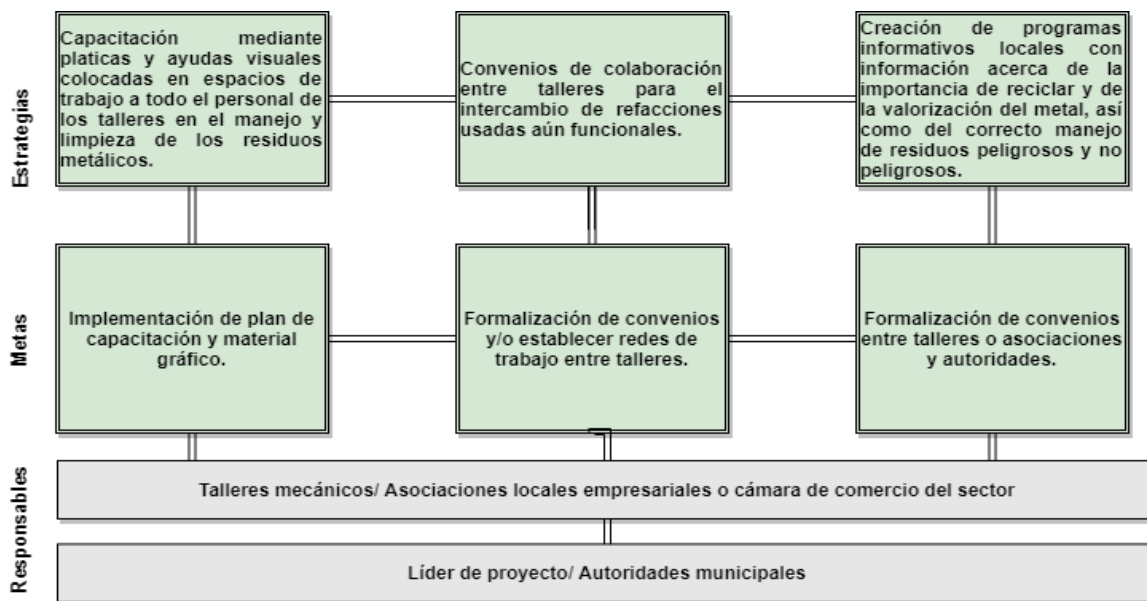 Estrategias
Capacitación mediante
platicas y ayudas visuales
colocadas en espacios de
trabajo a todo el personal de
los talleres en el manejo y
limpieza de los residuos
metálicos.
Convenios de colaboración
entre talleres para el
intercambio de refacciones
usadas aún funcionales.
Creación de programas
informativos locales con
información acerca de la
importancia de reciclar y de
la valorización del metal, así
como del correcto manejo
de residuos peligrosos y no
peligrosos.
Metas
Implementación de plan de
capacitación y material
gráfico.
Formalización de convenios
y/o establecer redes de
trabajo entre talleres.
Formalización de convenios
entre talleres o asociaciones
y autoridades.
Responsables
Talleres mecánicos/ Asociaciones locales empresariales o cámara de comercio del sector
Líder de proyecto/ Autoridades municipales